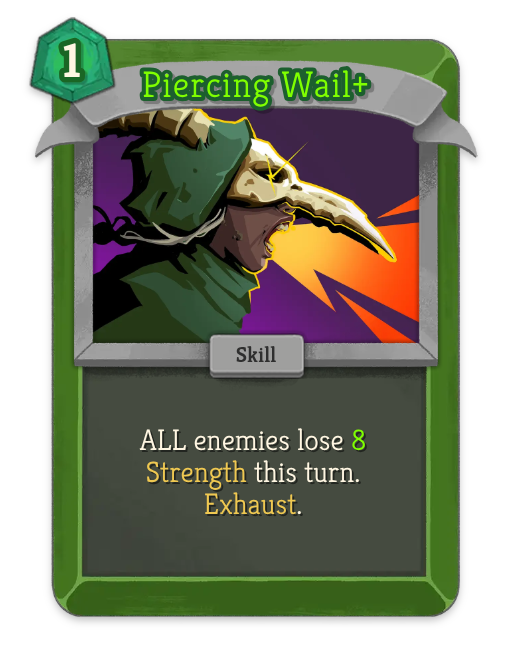 1
Piercing Wail+
Skill
ALL enemies lose 8
Strength this turn.
Exhaust.